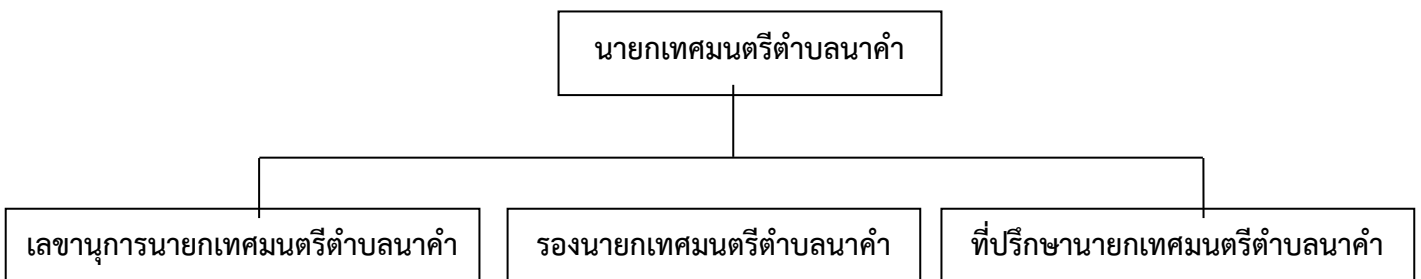 นายกเทศมนตรีตำบลนาคำ
เลขานุการนายกเทศมนตรีตำบลนาคำ
รองนายกเทศมนตรีตำบลนาคำ
ที่ปรึกษานายกเทศมนตรีตำบลนาคำ